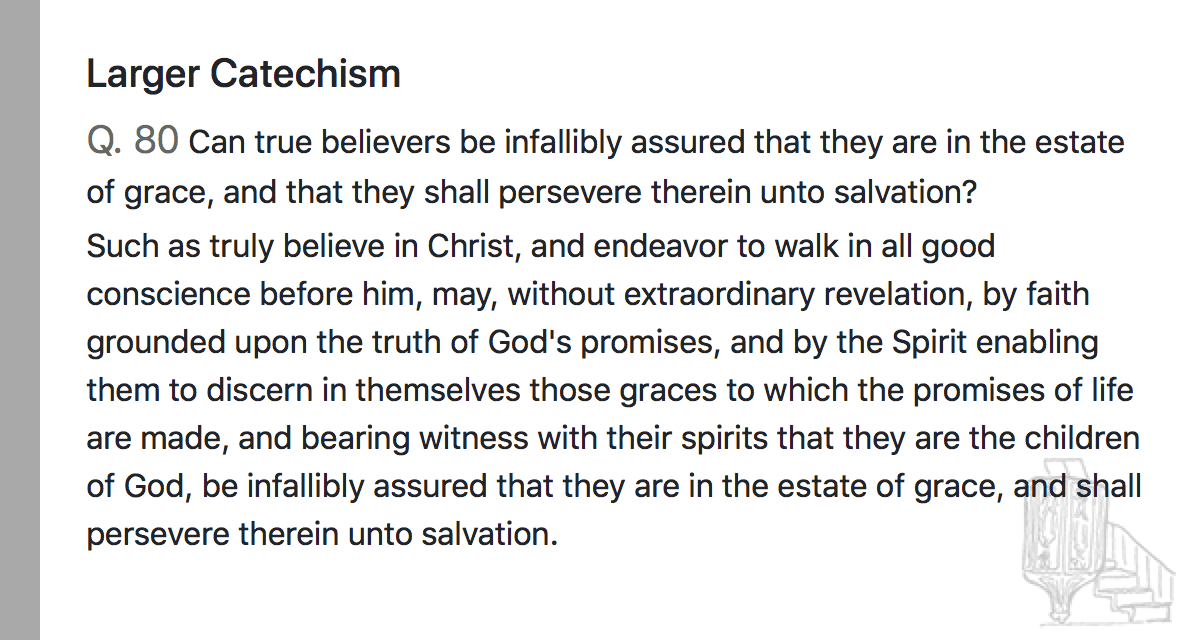 Larger Catechism
Q. 80 Can true believers be infallibly assured that they are in the estate
of grace, and that they shall persevere therein unto salvation?
Such as truly believe in Christ, and endeavor to walk in all good
conscience before him, may, without extraordinary revelation, by faith
grounded upon the truth of God's promises, and by the Spirit enabling
them to discern in themselves those graces to which the promises of life
are made, and bearing witness with their spirits that they are the children
of God, be infallibly assured that they are in the estate of grace, and shall
persevere therein unto salvation.